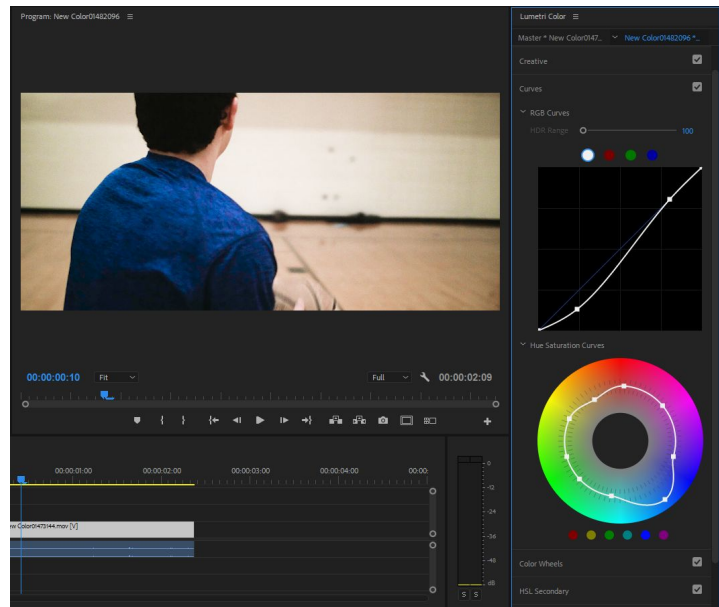 Program: New Color01482096
Lumetri Color
Master * New Color0147... New Color01482096 *...
Creative
Curves
RGB Curves
HDR Range 100
Hue Saturation Curves
00:00:00:10 Fit Full 00:00:02:09
00:00:01:00 00:00:02:00 00:00:03:00 00:00:04:00 00:00:
ew Color01473144.mov [V]
0
-12
-24
-36
-48
dB
S S
Color Wheels
HSL Secondary